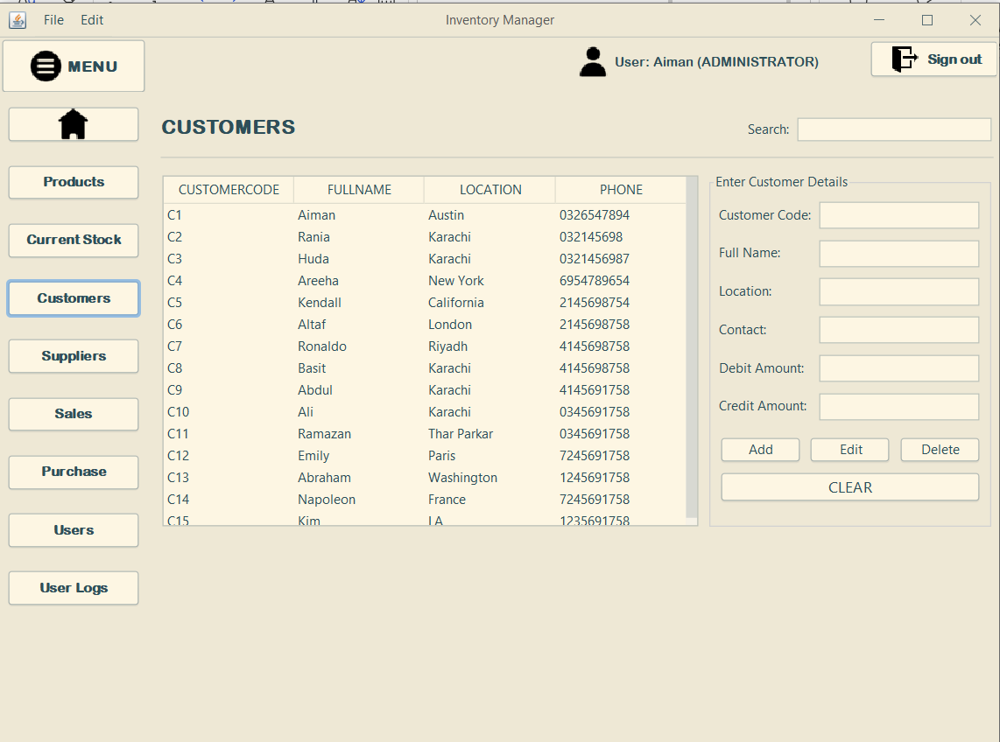 File Edit Inventory Manager
MENU
User: Aiman (ADMINISTRATOR)
Sign out
CUSTOMERS
Search:
Products
Current Stock
Customers
Suppliers
Sales
Purchase
Users
User Logs
CUSTOMERCODE FULLNAME LOCATION PHONE
C1 Aiman Austin 0326547894
C2 Rania Karachi 032145698
C3 Huda Karachi 0321456987
C4 Areeha New York 6954789654
C5 Kendall California 2145698754
C6 Altaf London 2145698758
C7 Ronaldo Riyadh 4145698758
C8 Basit Karachi 4145698758
C9 Abdul Karachi 4145691758
C10 Ali Karachi 0345691758
C11 Ramazan Thar Parkar 0345691758
C12 Emily Paris 7245691758
C13 Abraham Washington 1245691758
C14 Napoleon France 7245691758
C15 Kim LA 1235691758
Enter Customer Details
Customer Code:
Full Name:
Location:
Contact:
Debit Amount:
Credit Amount:
Add Edit Delete
CLEAR